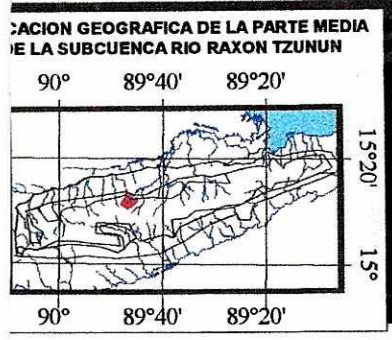 CACION GEOGRAFICA DE LA PARTE MEDIA
DE LA SUBCUENCA RIO RAXON TZUNUN
90° 89°40' 89°20'
15°20'
15°
90° 89°40' 89°20'